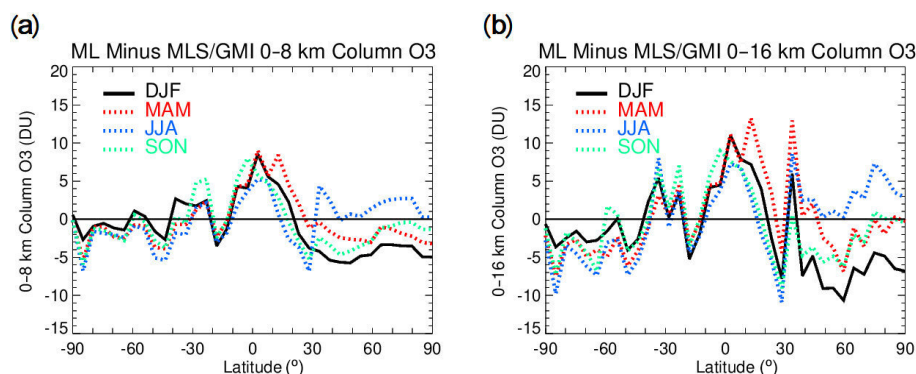 (a)
ML Minus MLS/GMI 0-8 km Column O3
20
15
10
5
0
-5
-10
-15
0-8 km Column O3 (DU)
DJF
MAM
JJA
SON
-90 -60 -30 0 30 60 90
Latitude (°)
(b)
ML Minus MLS/GMI 0-16 km Column O3
20
15
10
5
0
-5
-10
-15
0-16 km Column O3 (DU)
DJF
MAM
JJA
SON
-90 -60 -30 0 30 60 90
Latitude (°)